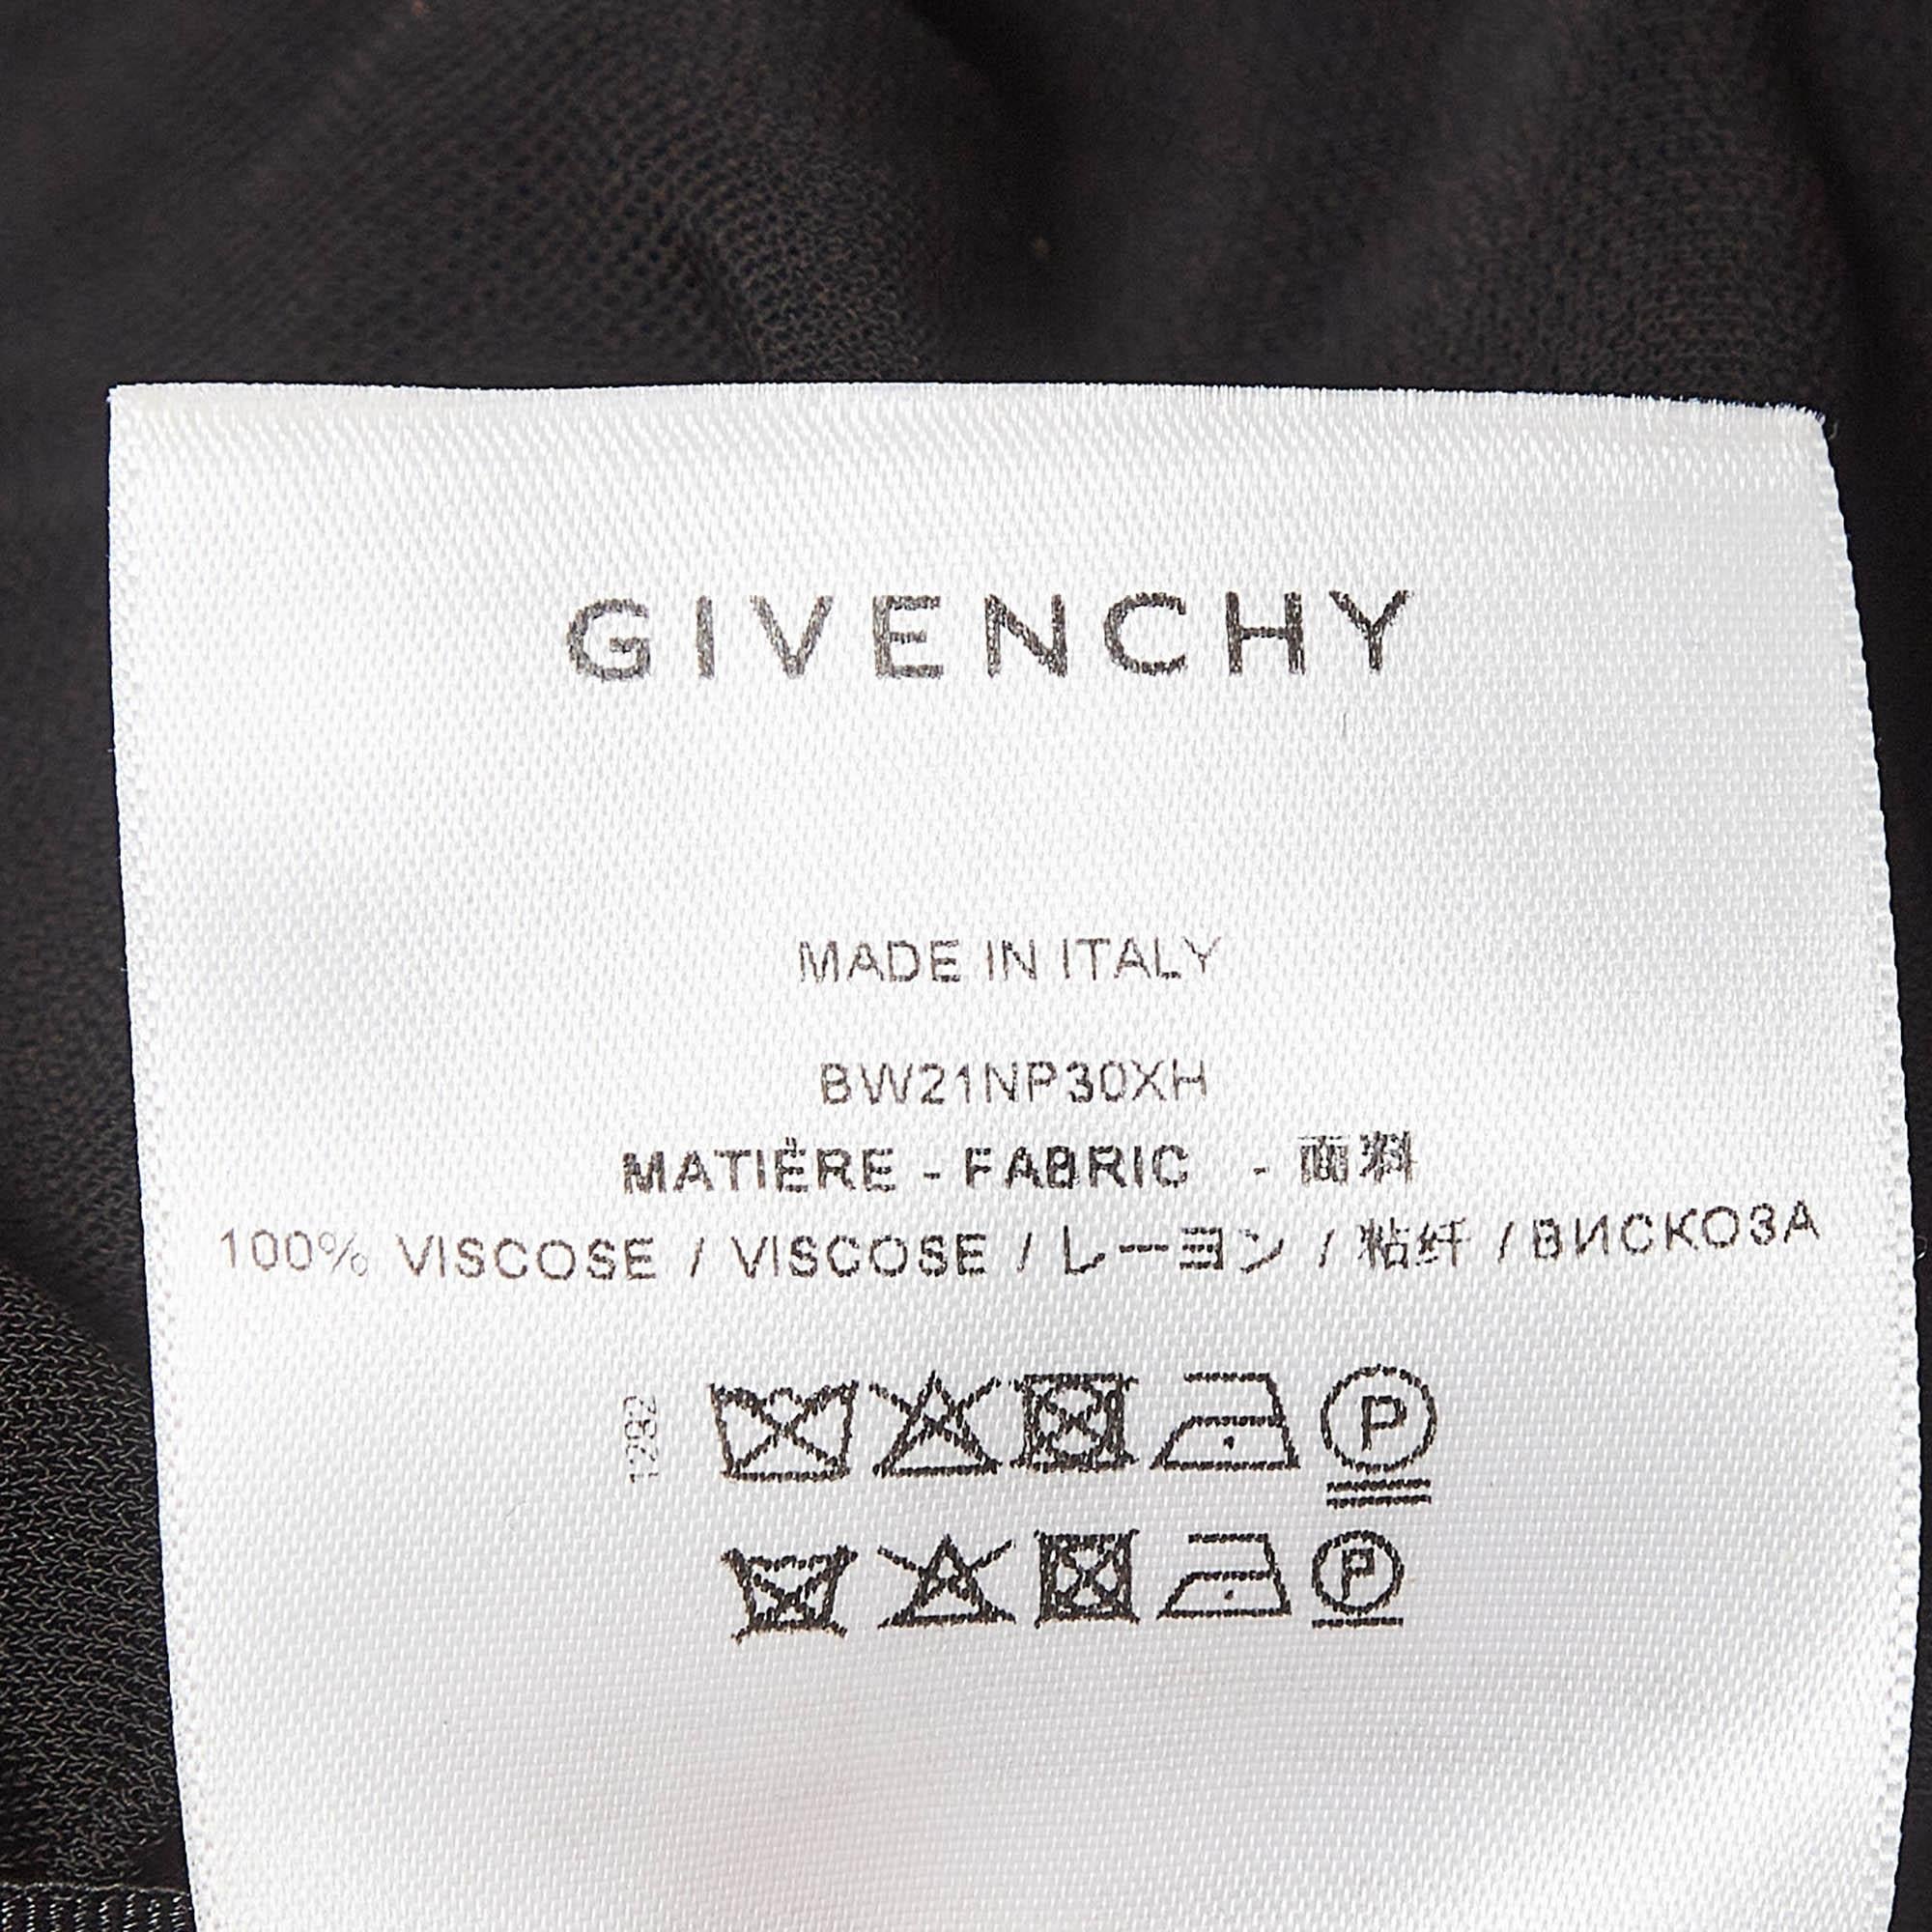 GIVENCHY
MADE IN ITALY
BW21NP30XH
MATIÈRE - FABRIC - 面料
100% VISCOSE / VISCOSE / レーヨン / 粘纤 / ВИСКОЗА
1282
P
P